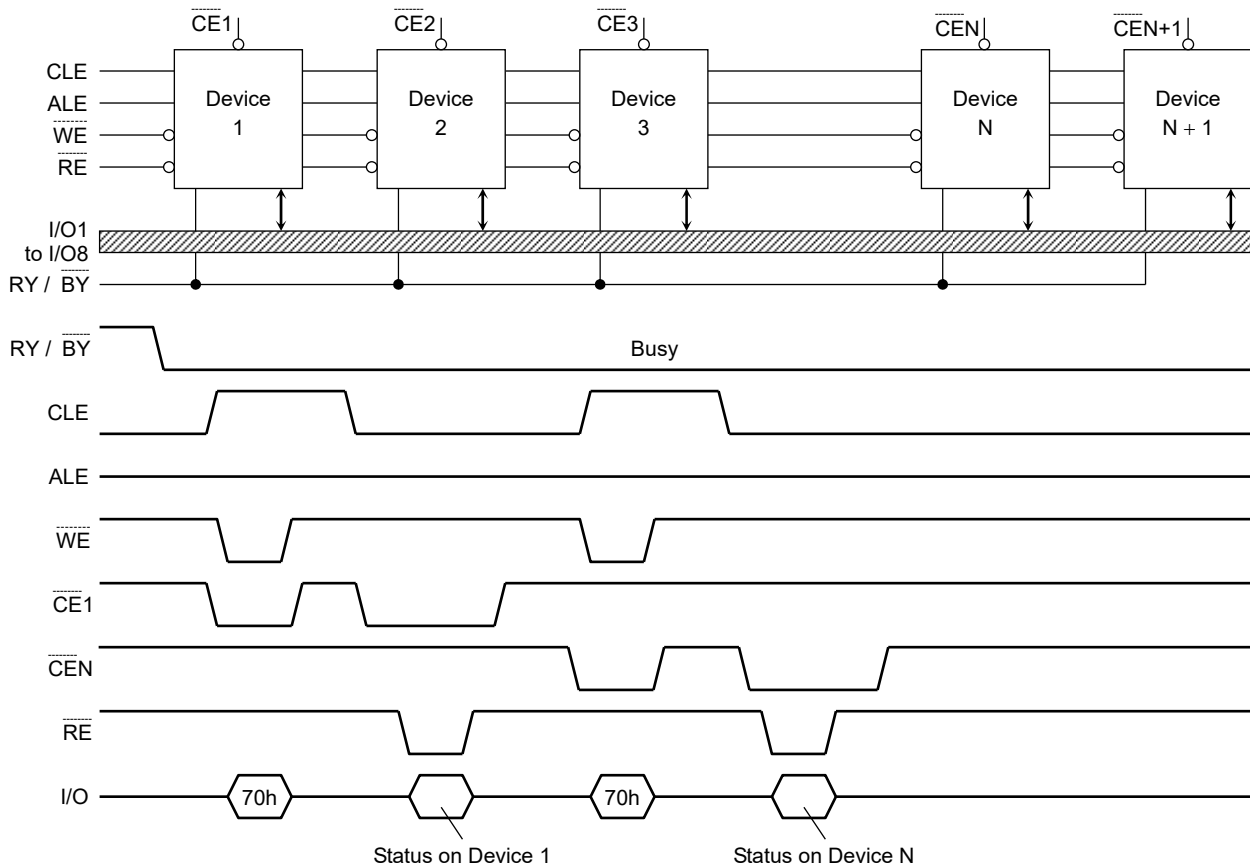 CE1 CE2 CE3 CEN CEN+1
CLE
ALE
WE
RE
Device 1
Device 2
Device 3
Device N
Device N + 1
I/O1 to I/O8
RY / BY
RY / BY
Busy
CLE
ALE
WE
CE1
CEN
RE
I/O
70h
70h
Status on Device 1
Status on Device N